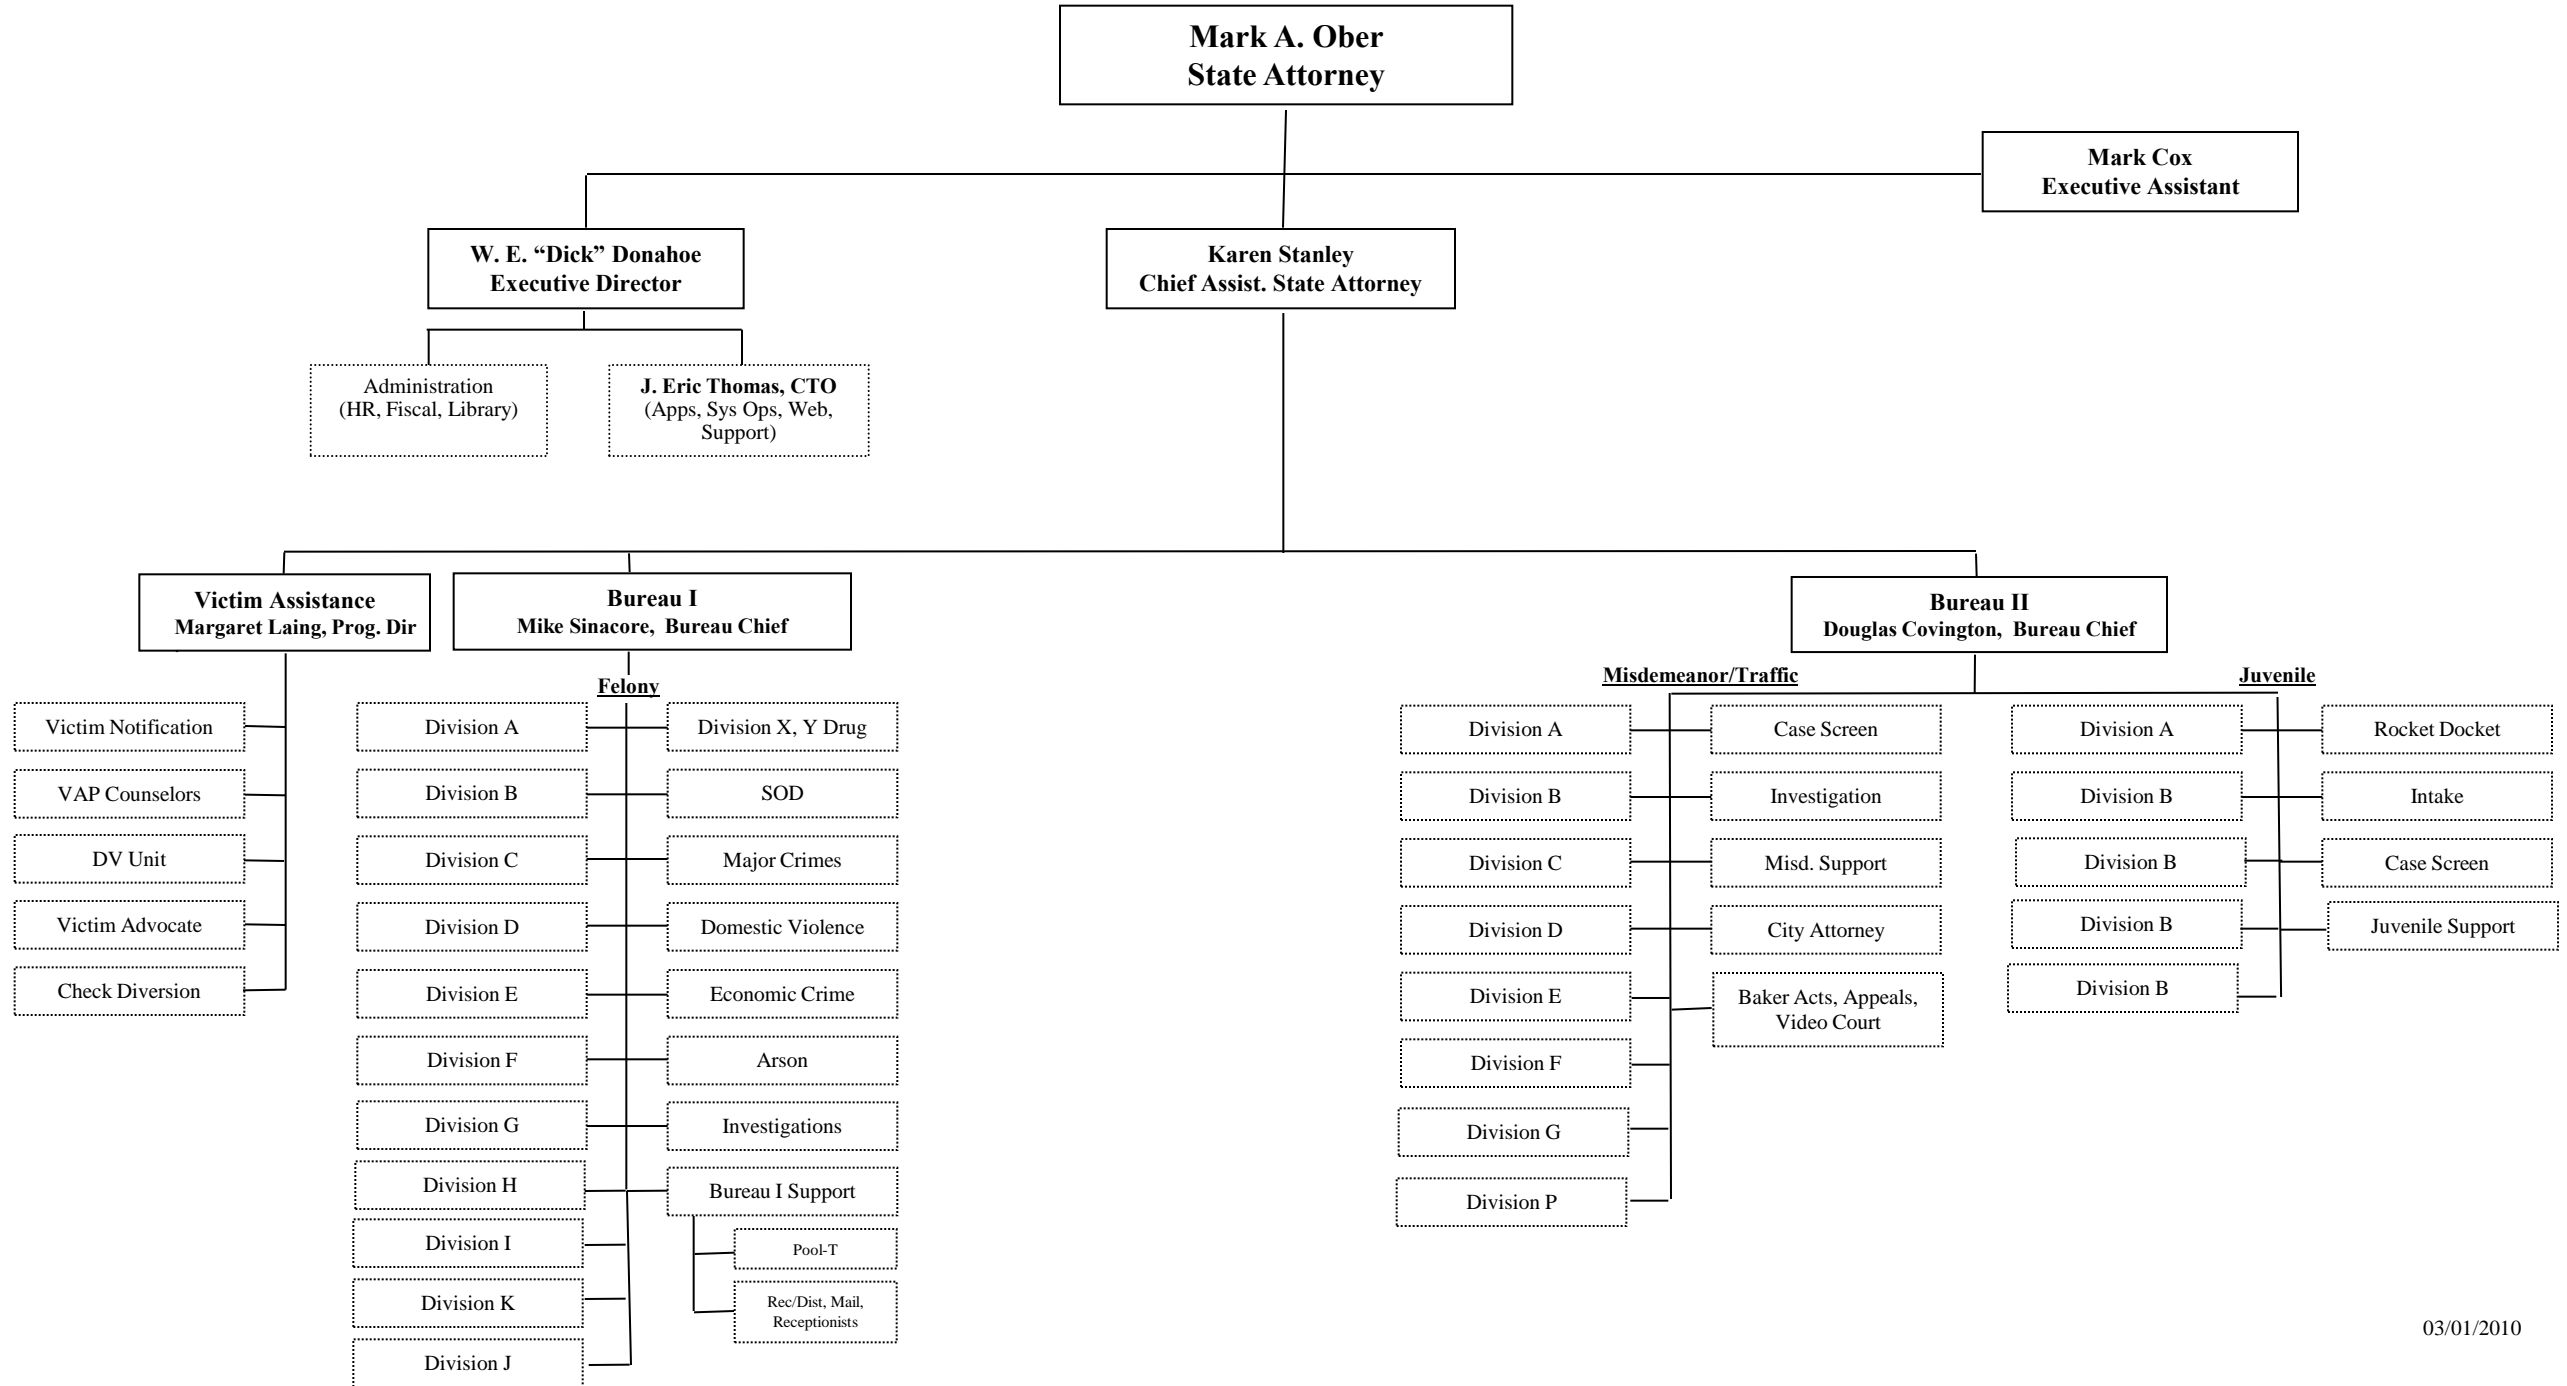 Mark A. Ober
State Attorney
Mark Cox
Executive Assistant
W. E. “Dick” Donahoe
Executive Director
Karen Stanley
Chief Assist. State Attorney
Administration
(HR, Fiscal, Library)
J. Eric Thomas, CTO
(Apps, Sys Ops, Web,
Support)
Victim Assistance
Margaret Laing, Prog. Dir
Victim Notification
VAP Counselors
DV Unit
Victim Advocate
Check Diversion
Bureau I
Mike Sinacore, Bureau Chief
Felony
Division A
Division B
Division C
Division D
Division E
Division F
Division G
Division H
Division I
Division K
Division J
Division X, Y Drug
SOD
Major Crimes
Domestic Violence
Economic Crime
Arson
Investigations
Bureau I Support
Pool-T
Rec/Dist, Mail,
Receptionists
Bureau II
Douglas Covington, Bureau Chief
Misdemeanor/Traffic
Division A
Division B
Division C
Division D
Division E
Division F
Division G
Division P
Case Screen
Investigation
Misd. Support
City Attorney
Baker Acts, Appeals,
Video Court
Juvenile
Division A
Division B
Division B
Division B
Division B
Rocket Docket
Intake
Case Screen
Juvenile Support
03/01/2010